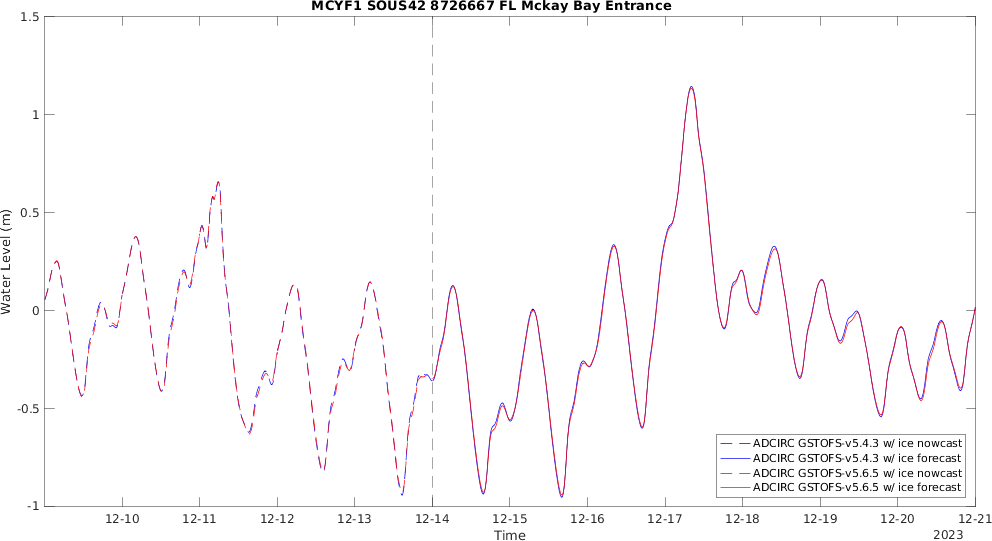 MCYF1 SOUS42 8726667 FL Mckay Bay Entrance
1.5
1
0.5
0
-0.5
-1
Water Level (m)
12-10 12-11 12-12 12-13 12-14 12-15 12-16 12-17 12-18 12-19 12-20 12-21
Time
2023
ADCIRC GSTOFS-v5.4.3 w/ ice nowcast
ADCIRC GSTOFS-v5.4.3 w/ ice forecast
ADCIRC GSTOFS-v5.6.5 w/ ice nowcast
ADCIRC GSTOFS-v5.6.5 w/ ice forecast